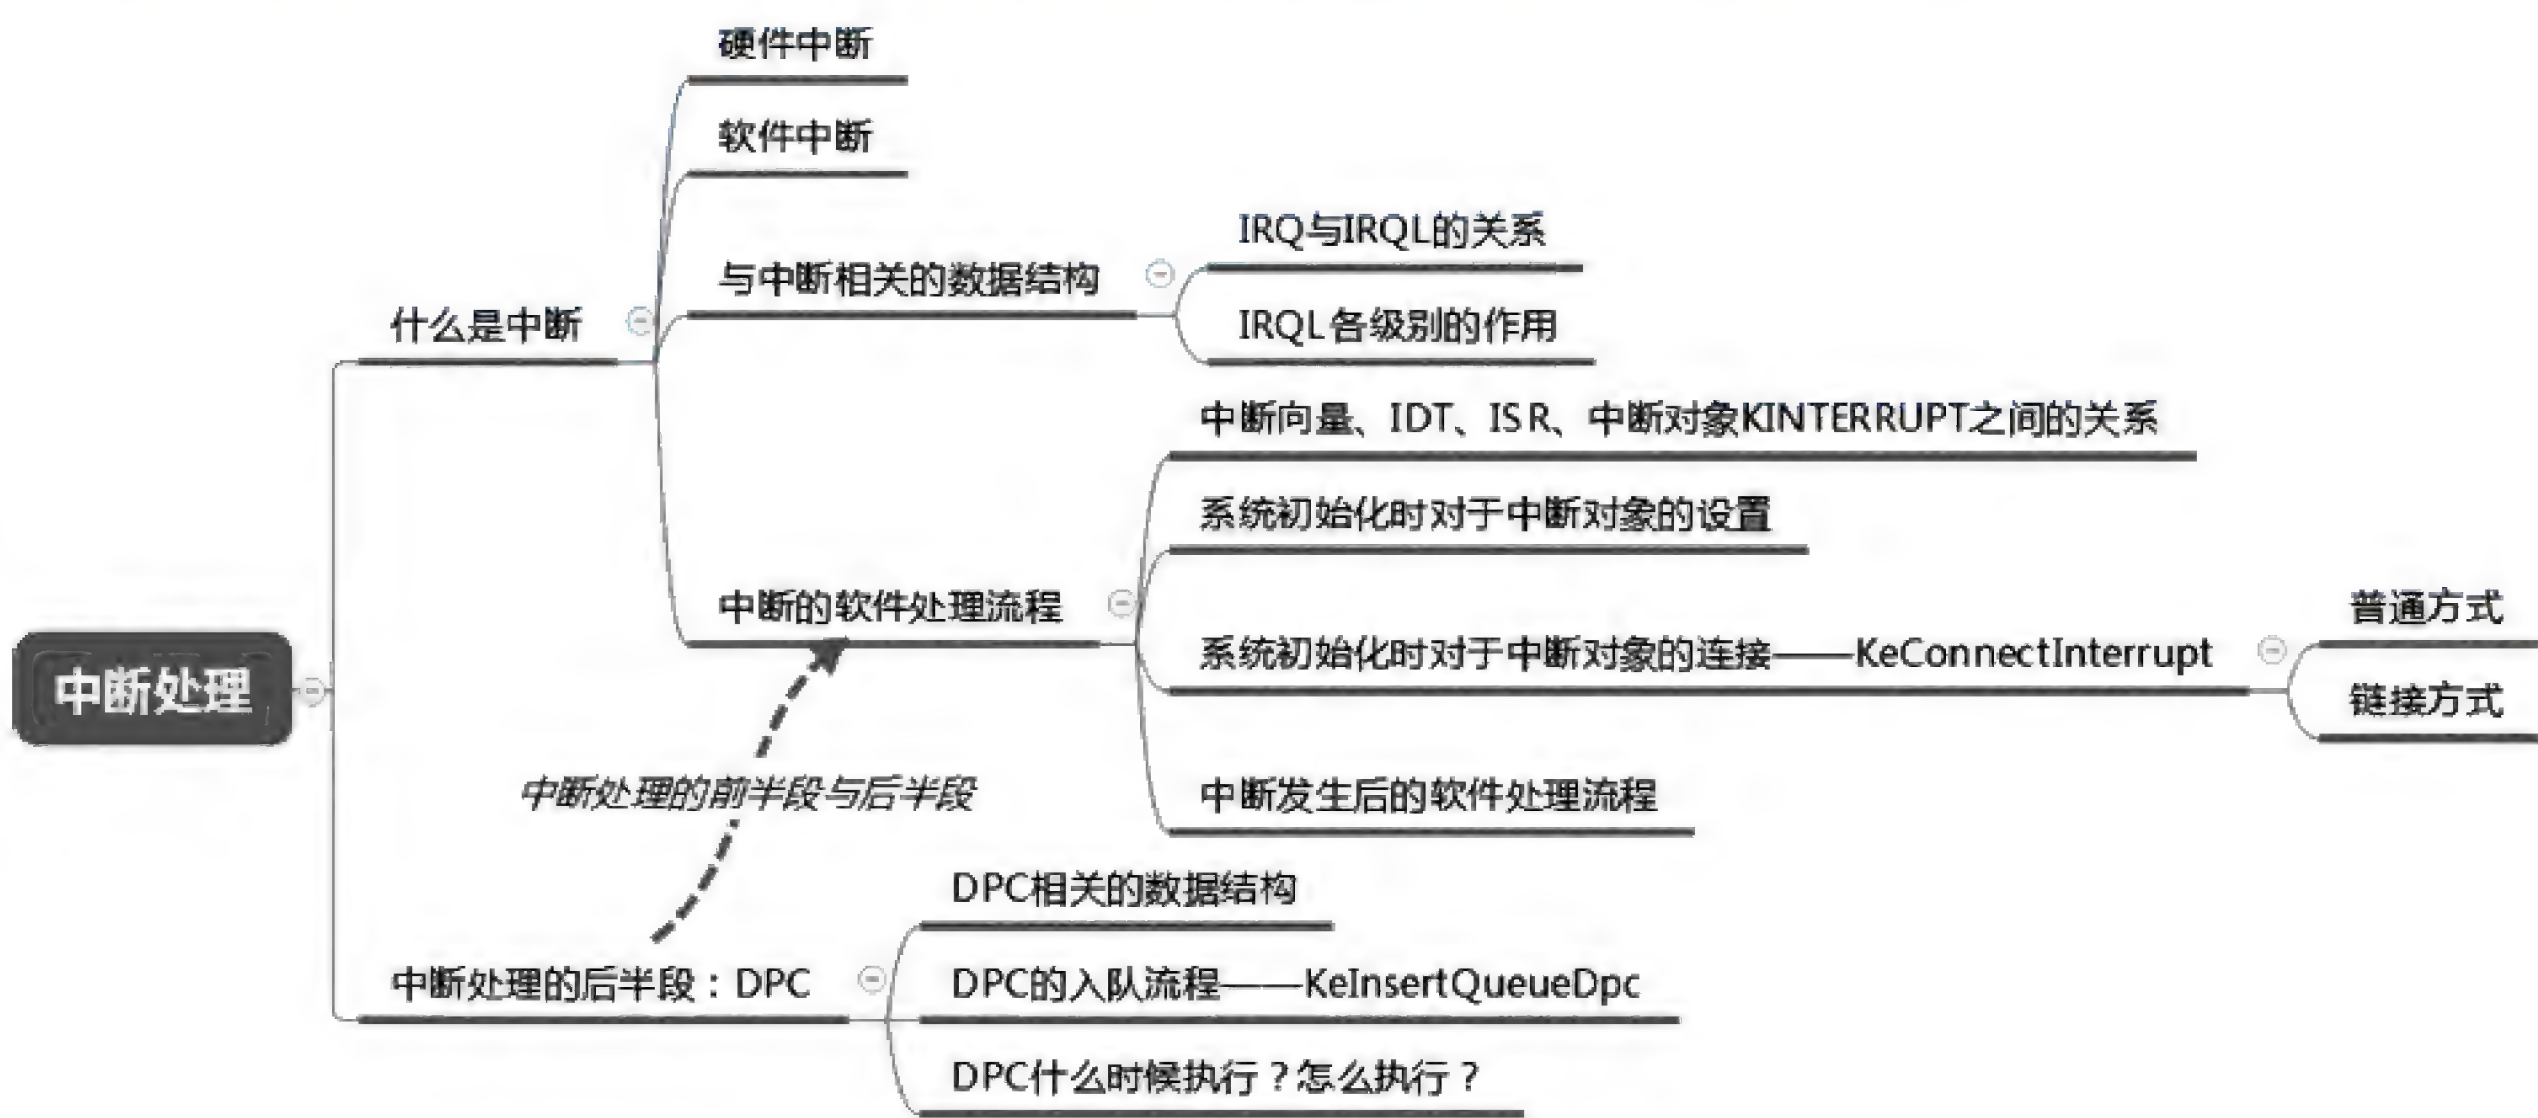 硬件中断
软件中断
IRQ与IRQL的关系
与中断相关的数据结构
IRQL各级别的作用
什么是中断
中断向量、IDT、ISR、中断对象KINTERRUPT之间的关系
系统初始化时对于中断对象的设置
中断的软件处理流程
普通方式
系统初始化时对于中断对象的连接——KeConnectInterrupt
链接方式
中断处理
中断处理的前半段与后半段
中断发生后的软件处理流程
DPC相关的数据结构
中断处理的后半段：DPC
DPC的入队流程——KeInsertQueueDpc
DPC什么时候执行？怎么执行？